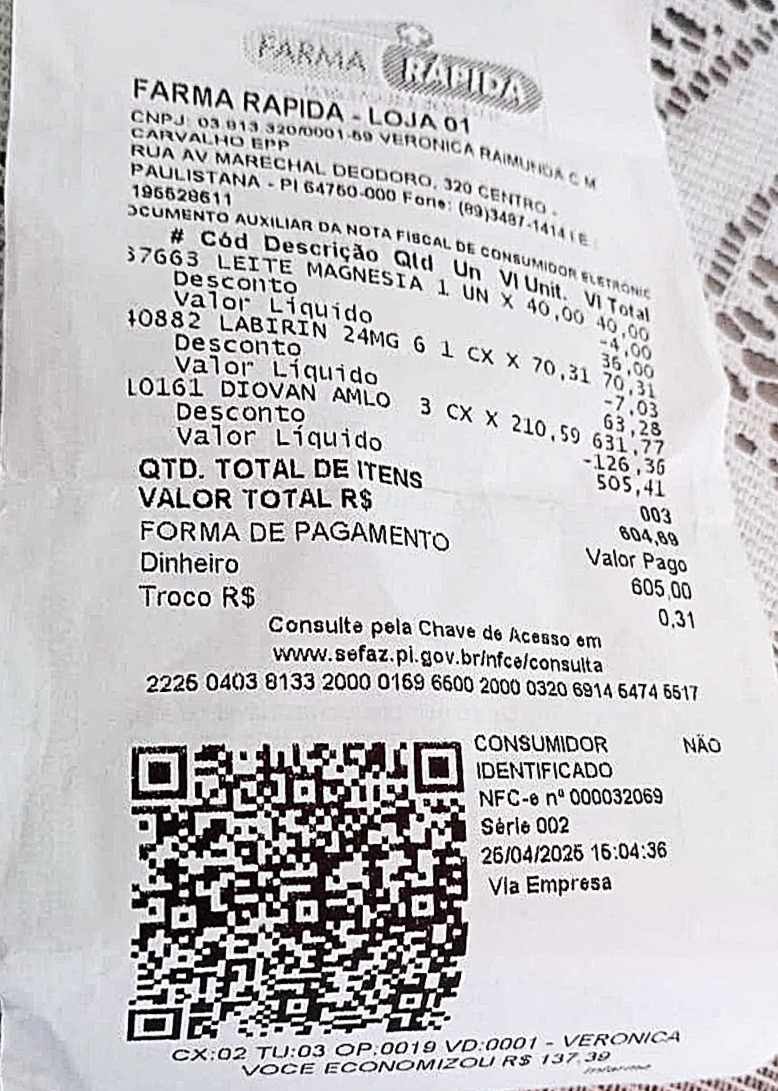 FARMA RAPIDA
FARMA RAPIDA - LOJA 01
CNPJ: 03 813 320/0001-69 VERONICA RAIMUNDA C M
CARVALHO EPP
RUA AV MARECHAL DEODORO, 320 CENTRO -
PAULISTANA - PI 64750-000 Fone: (89)3487-1414 I E
195529611
OCUMENTO AUXILIAR DA NOTA FISCAL DE CONSUMIDOR ELETRONIC
# Cód Descrição Qtd Un Vl Unit. Vl Total
37663 LEITE MAGNESIA 1 UN X 40,00 40,00
Desconto -4,00
Valor Líquido 36,00
40882 LABIRIN 24MG 6 1 CX X 70,31 70,31
Desconto -7,03
Valor Líquido 63,28
10161 DIOVAN AMLO 3 CX X 210,59 631,77
Desconto -126,36
Valor Líquido 505,41
QTD. TOTAL DE ITENS 003
VALOR TOTAL R$ 604,69
FORMA DE PAGAMENTO Valor Pago
Dinheiro 605,00
Troco R$ 0,31
Consulte pela Chave de Acesso em
www.sefaz.pi.gov.br/nfce/consulta
2225 0403 8133 2000 0169 6500 2000 0320 6914 5474 5517
CONSUMIDOR NÃO
IDENTIFICADO
NFC-e nº 000032069
Série 002
25/04/2025 15:04:36
Via Empresa
CX:02 TU:03 OP:0019 VD:0001 - VERONICA
VOCE ECONOMIZOU R$ 137,39